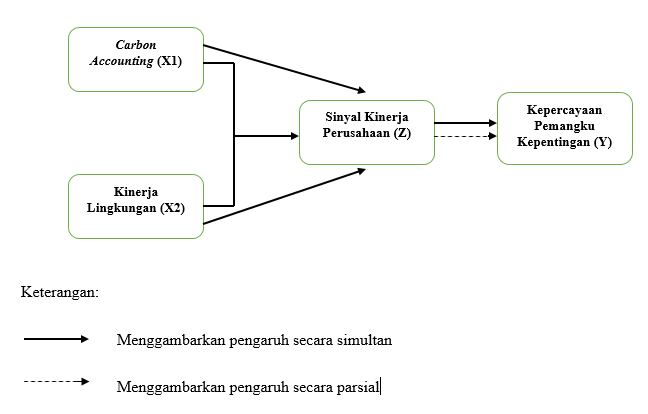 Carbon
Accounting (X1)
Sinyal Kinerja
Perusahaan (Z)
Kepercayaan
Pemangku
Kepentingan (Y)
Kinerja
Lingkungan (X2)
Keterangan:
Menggambarkan pengaruh secara simultan
Menggambarkan pengaruh secara parsial